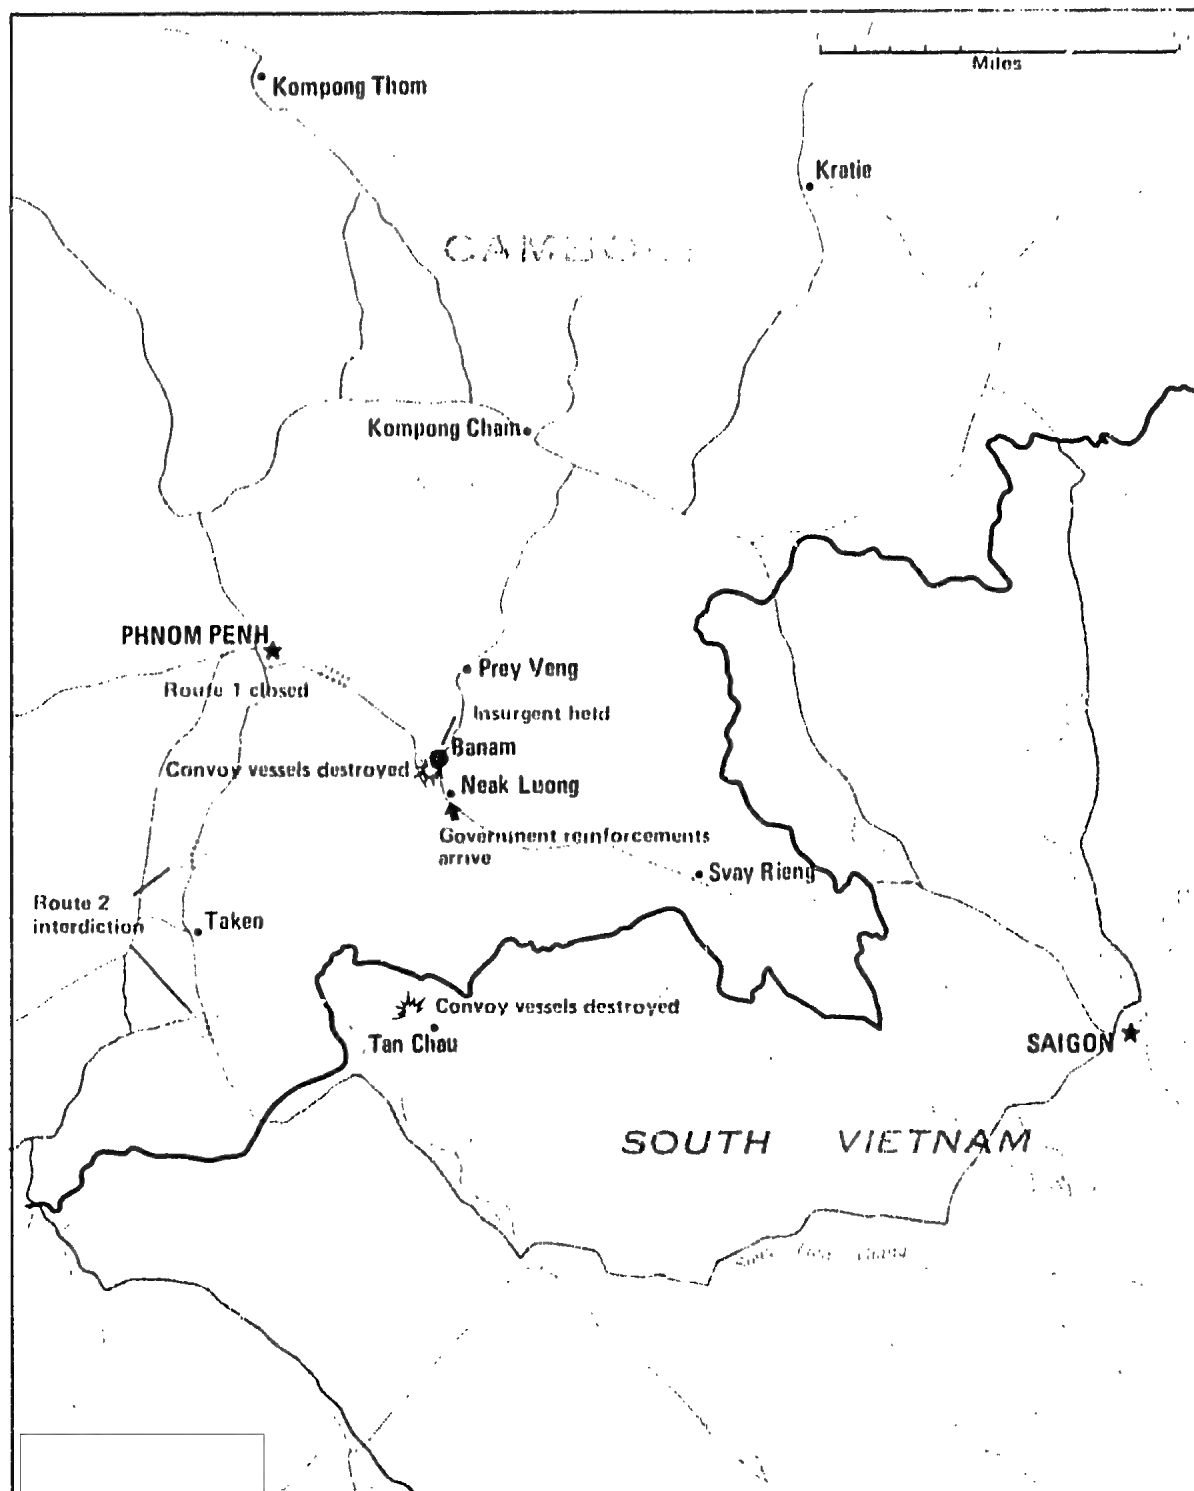 Miles
Kompong Thom
Kratie
Kompong Cham
PHNOM PENH
Route 1 closed
Prey Veng
Insurgent held
Banam
Convoy vessels destroyed
Neak Luong
Government reinforcements
arrive
Svay Rieng
Route 2
interdiction
Takeo
Convoy vessels destroyed
Tan Chau
SAIGON
SOUTH VIETNAM